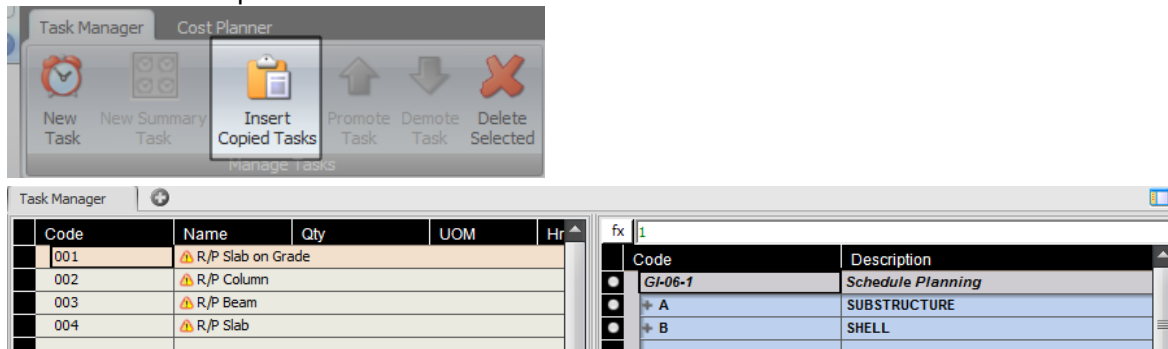 Task Manager Cost Planner
New Task
New Summary Task
Insert Copied Tasks
Promote Task
Demote Task
Delete Selected
Manage Tasks
Task Manager
Code Name Qty UOM Hr
001 R/P Slab on Grade
002 R/P Column
003 R/P Beam
004 R/P Slab
fx 1
Code Description
GI-06-1 Schedule Planning
+ A SUBSTRUCTURE
+ B SHELL